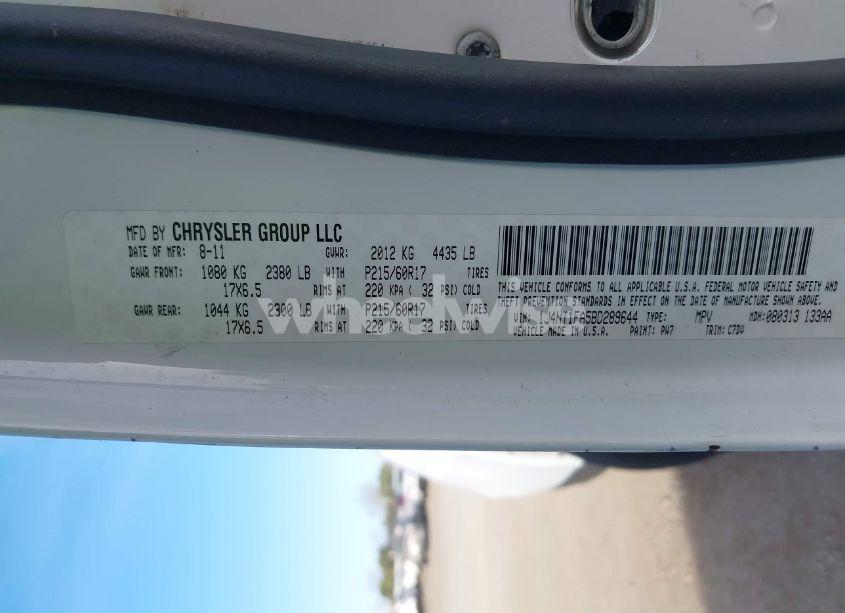 MFD BY CHRYSLER GROUP LLC
DATE OF MFR: 8-11 GVWR: 2012 KG 4435 LB
GAWR FRONT: 1080 KG 2380 LB WITH P215/60R17 TIRES
17X6.5 RIMS AT 220 KPA ( 32 PSI) COLD
GAWR REAR: 1044 KG 2300 LB WITH P215/60R17 TIRES
17X6.5 RIMS AT 220 KPA ( 32 PSI) COLD
THIS VEHICLE CONFORMS TO ALL APPLICABLE U.S.A. FEDERAL MOTOR VEHICLE SAFETY AND
THEFT PREVENTION STANDARDS IN EFFECT ON THE DATE OF MANUFACTURE SHOWN ABOVE.
VIN: 1J4NT1FA5BD289644 TYPE: MPV MDH: 080313 133AA
VEHICLE MADE IN U.S.A. PAINT: PW7 TRIM: C7DV